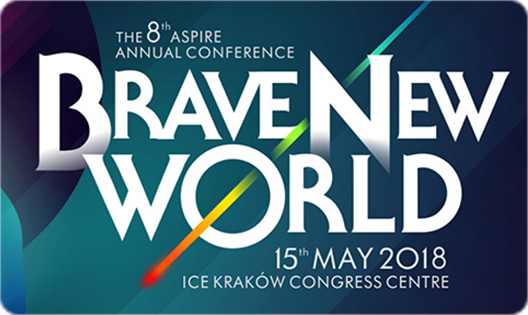 THE 8th ASPIRE
ANNUAL CONFERENCE
BRAVE NEW
WORLD
15th MAY 2018
ICE KRAKÓW CONGRESS CENTRE